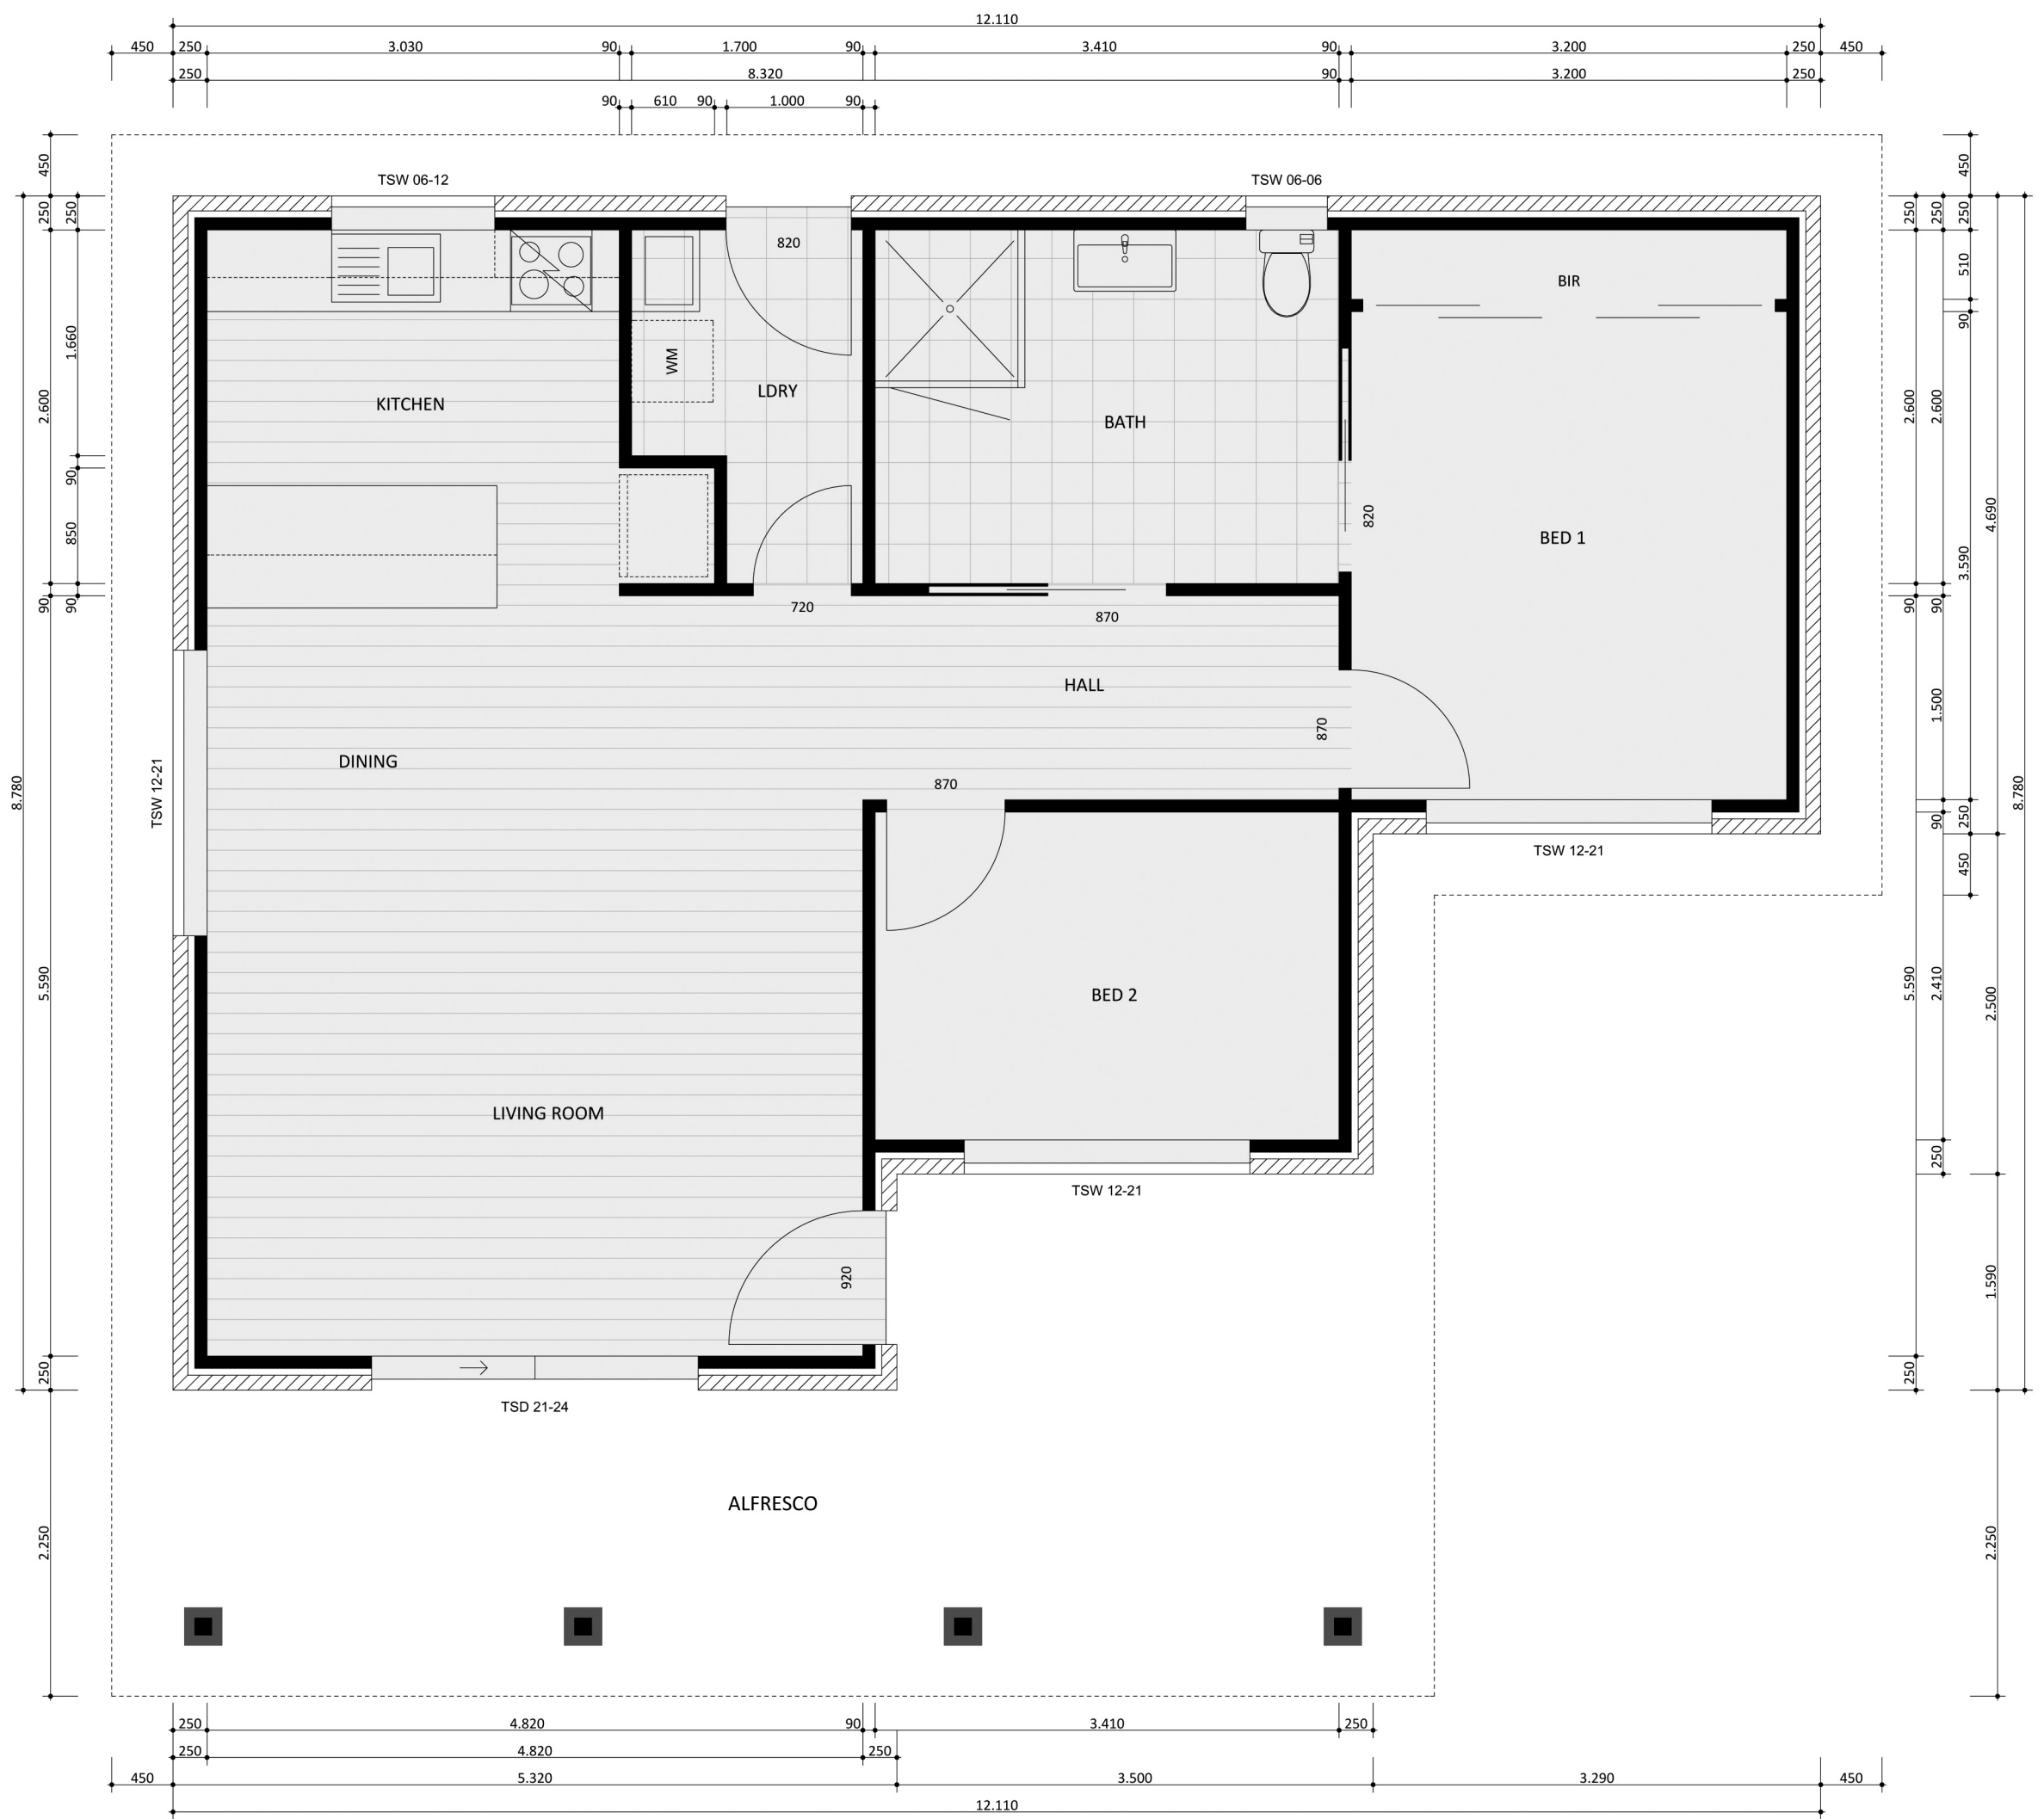 12.110
450 250 3.030 90 1.700 90 3.410 90 3.200 250 450
250 8.320 90 3.200 250
90 610 90 1.000 90
TSW 06-12
TSW 06-06
450
250
250
1.660
2.600
90
850
90
90
8.780
5.590
250
2.250
820
BIR
WM
LDRY
KITCHEN
BATH
820
BED 1
720
870
HALL
870
DINING
TSW 12-21
870
TSW 12-21
BED 2
LIVING ROOM
TSW 12-21
920
TSD 21-24
ALFRESCO
450
250
250
250
510
90
2.600
2.600
4.690
3.590
90
90
1.500
8.780
90
250
450
5.590
2.410
2.500
250
1.590
250
2.250
250 4.820 90 3.410 250
250 4.820 250
450 5.320 3.500 3.290 450
12.110